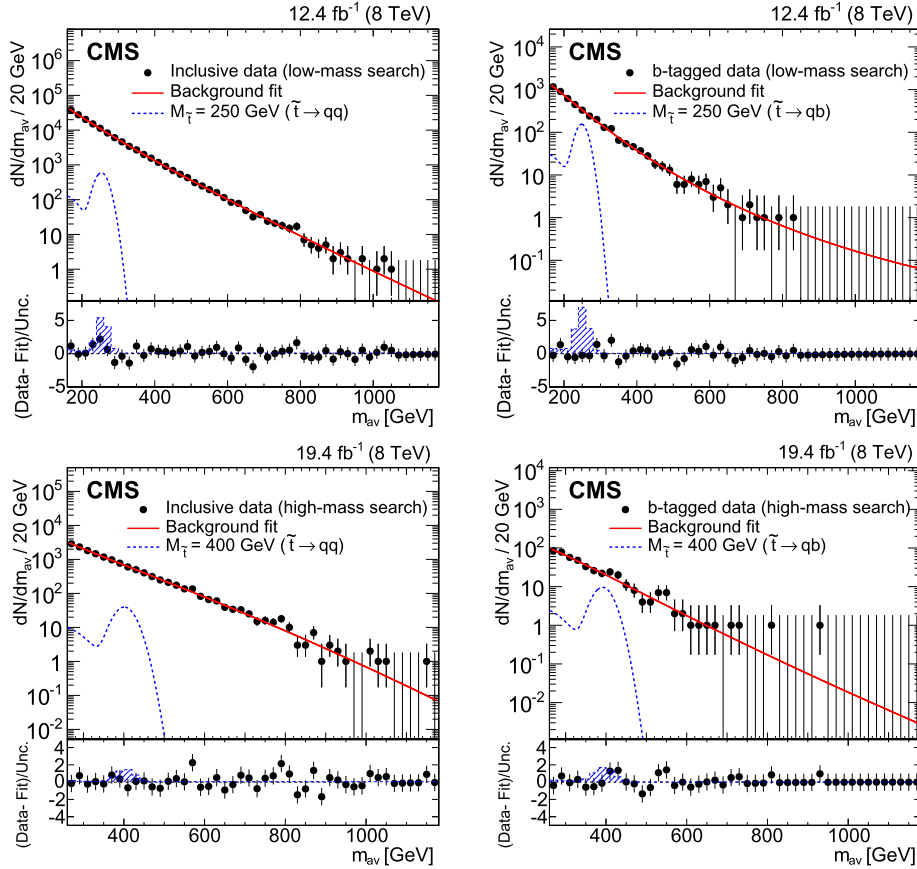 12.4 fb⁻¹ (8 TeV)
CMS
Inclusive data (low-mass search)
Background fit
M_t̃ = 250 GeV ( t̃ → qq)
dN/dm_av / 20 GeV
10⁶
10⁵
10⁴
10³
10²
10
1
(Data- Fit)/Unc.
5
0
-5
200 400 600 800 1000
m_av [GeV]
12.4 fb⁻¹ (8 TeV)
CMS
b-tagged data (low-mass search)
Background fit
M_t̃ = 250 GeV ( t̃ → qb)
dN/dm_av / 20 GeV
10⁴
10³
10²
10
1
10⁻¹
(Data- Fit)/Unc.
5
0
-5
200 400 600 800 1000
m_av [GeV]
19.4 fb⁻¹ (8 TeV)
CMS
Inclusive data (high-mass search)
Background fit
M_t̃ = 400 GeV ( t̃ → qq)
dN/dm_av / 20 GeV
10⁵
10⁴
10³
10²
10
1
10⁻¹
10⁻²
(Data- Fit)/Unc.
4
2
0
-2
-4
400 600 800 1000
m_av [GeV]
19.4 fb⁻¹ (8 TeV)
CMS
b-tagged data (high-mass search)
Background fit
M_t̃ = 400 GeV ( t̃ → qb)
dN/dm_av / 20 GeV
10⁴
10³
10²
10
1
10⁻¹
10⁻²
(Data- Fit)/Unc.
4
2
0
-2
-4
400 600 800 1000
m_av [GeV]